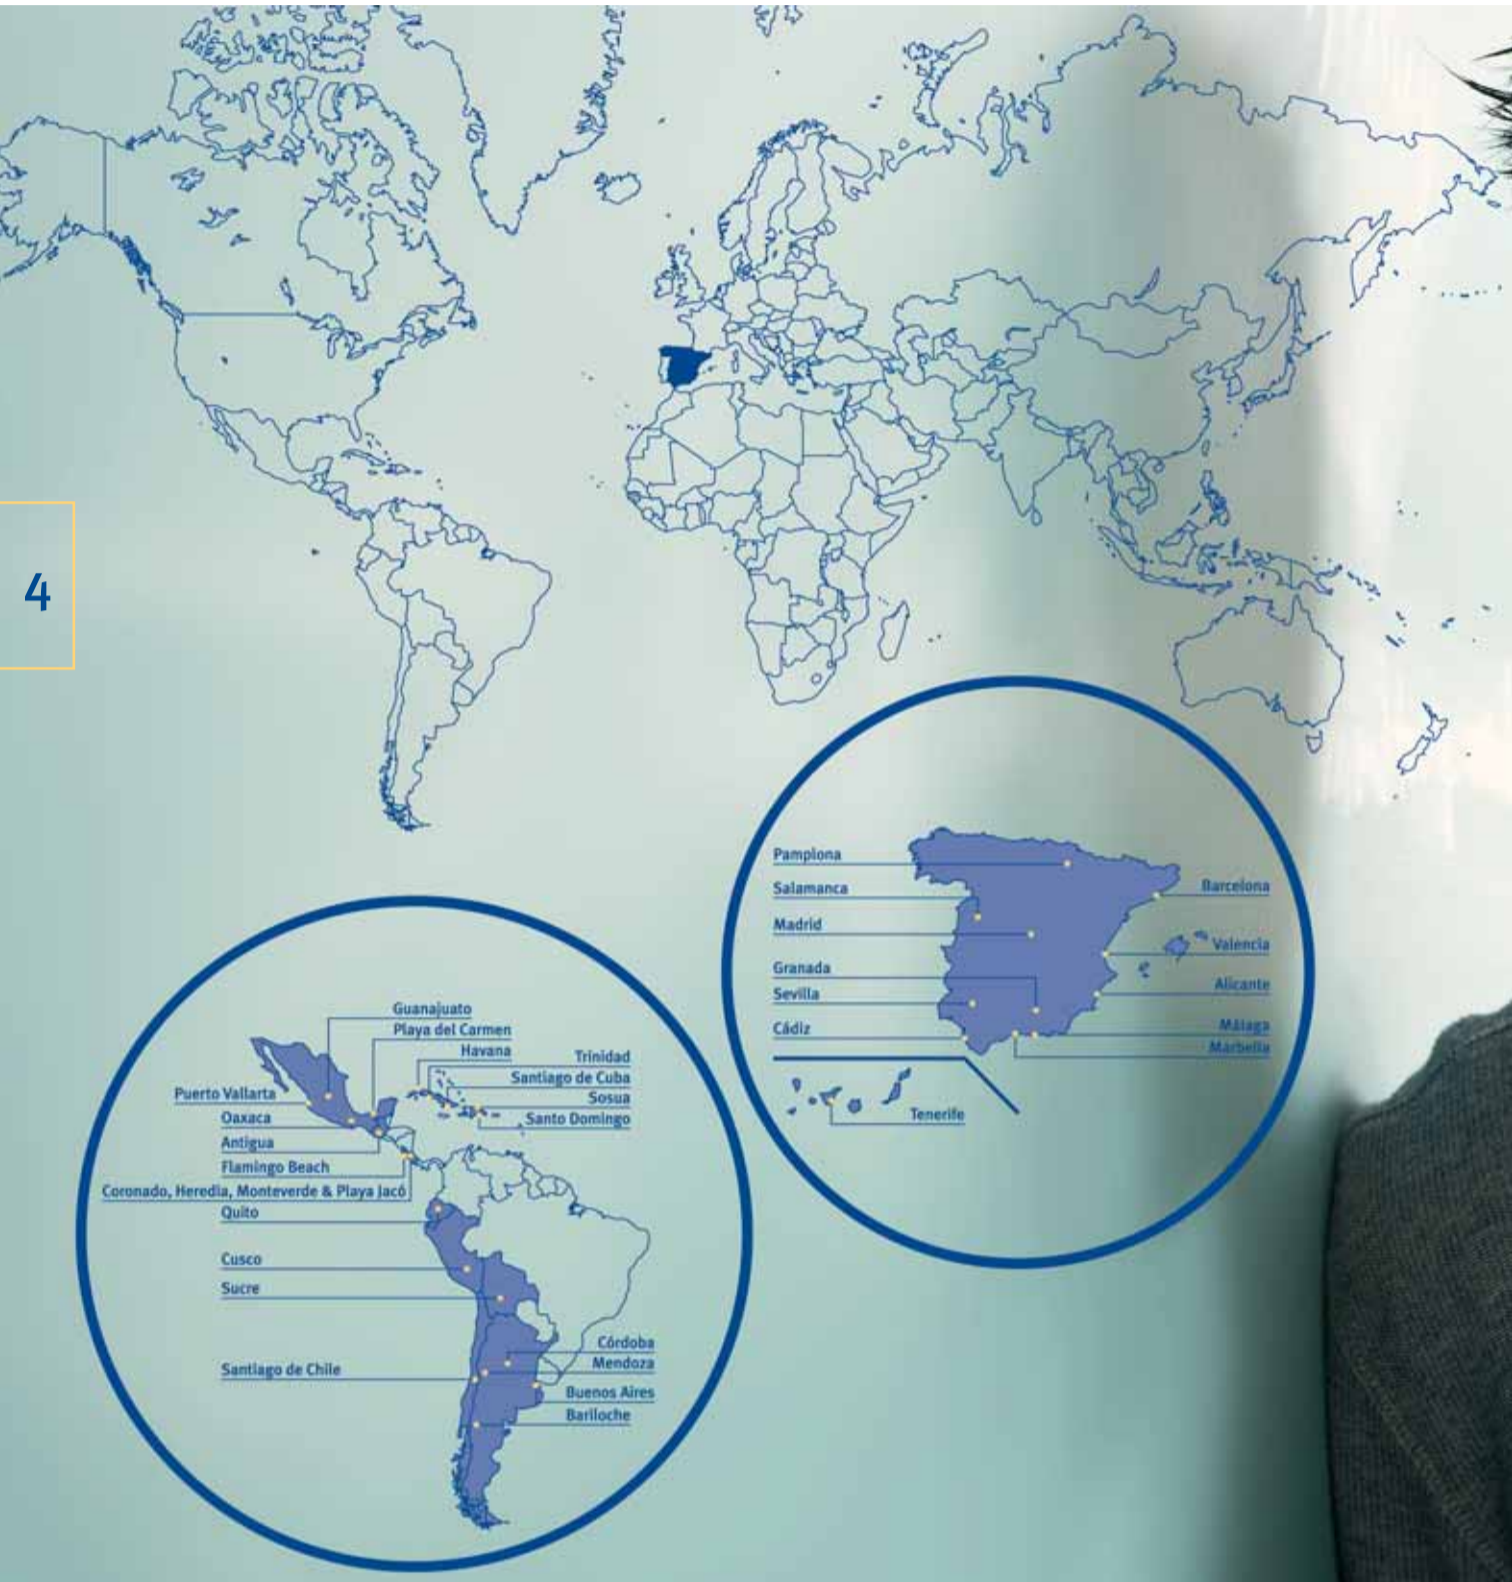 4
Pamplona
Salamanca
Madrid
Granada
Sevilla
Cádiz
Barcelona
Valencia
Alicante
Málaga
Marbella
Tenerife
Guanajuato
Playa del Carmen
Havana
Trinidad
Santiago de Cuba
Sosua
Santo Domingo
Puerto Vallarta
Oaxaca
Antigua
Flamingo Beach
Coronado, Heredia, Monteverde & Playa Jacó
Quito
Cusco
Sucre
Santiago de Chile
Córdoba
Mendoza
Buenos Aires
Bariloche